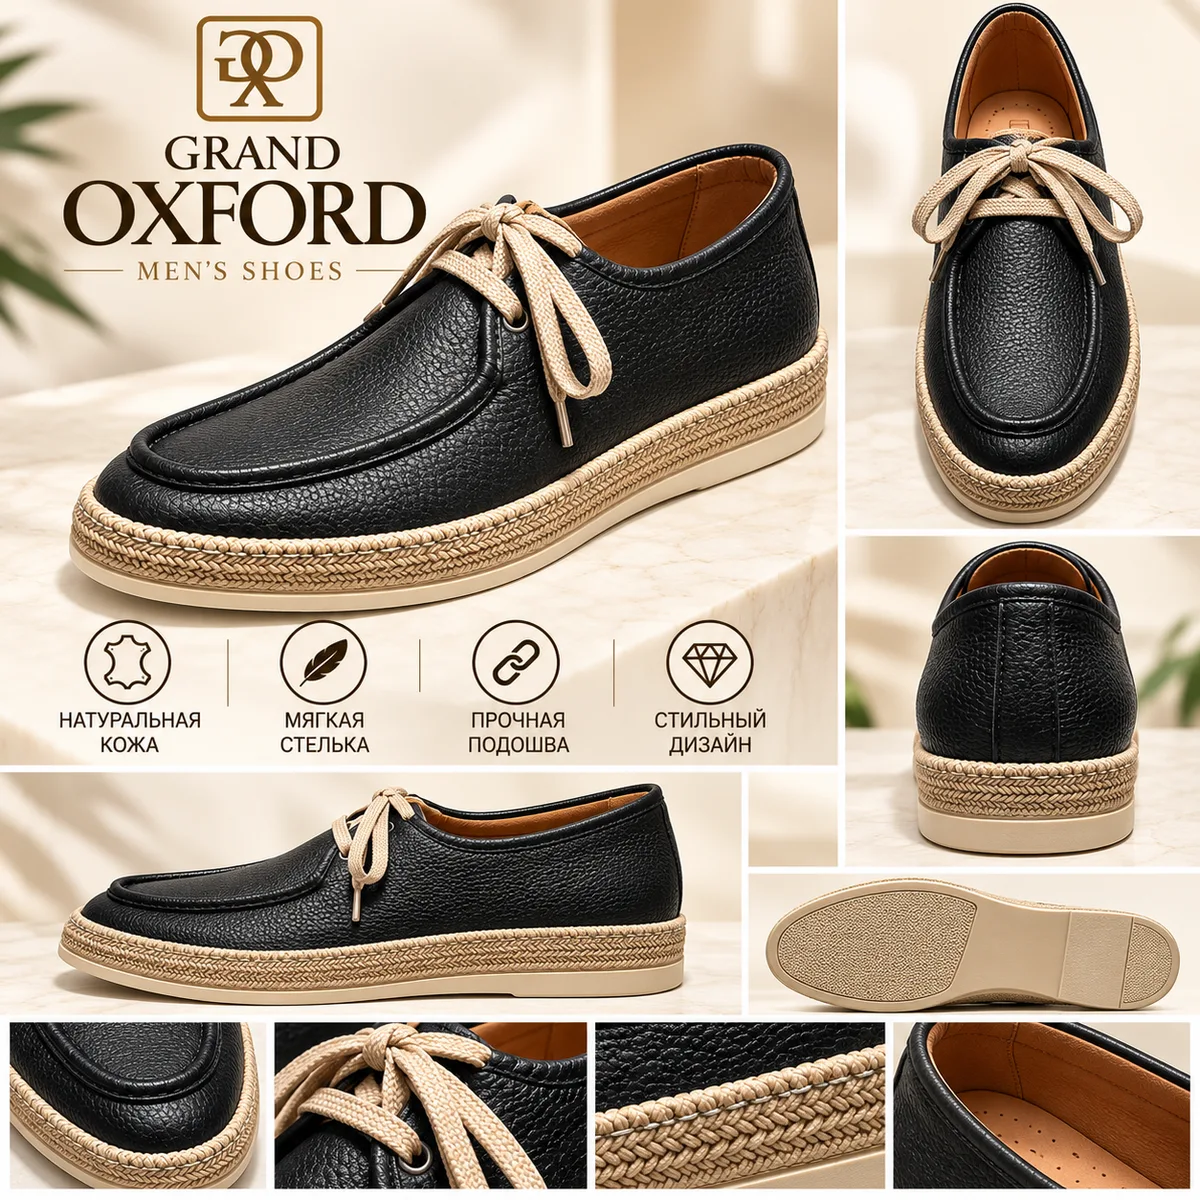 GRAND
OXFORD
MEN'S SHOES
НАТУРАЛЬНАЯ
КОЖА
МЯГКАЯ
СТЕЛЬКА
ПРОЧНАЯ
ПОДОШВА
СТИЛЬНЫЙ
ДИЗАЙН